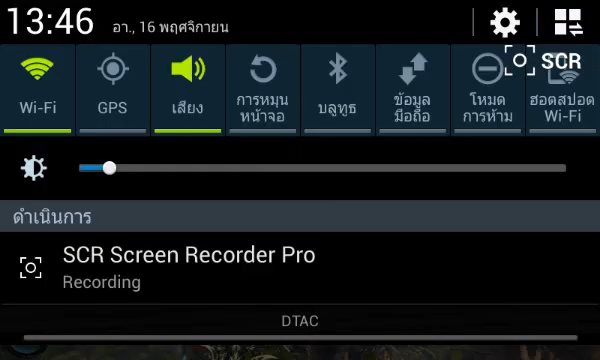 13:46 อา., 16 พฤศจิกายน
SCR
Wi-Fi
GPS
เสียง
การหมุน
หน้าจอ
บลูทูธ
ข้อมูล
มือถือ
โหมด
การห้าม
ฮอตสปอต
Wi-Fi
ดำเนินการ
SCR Screen Recorder Pro
Recording
DTAC